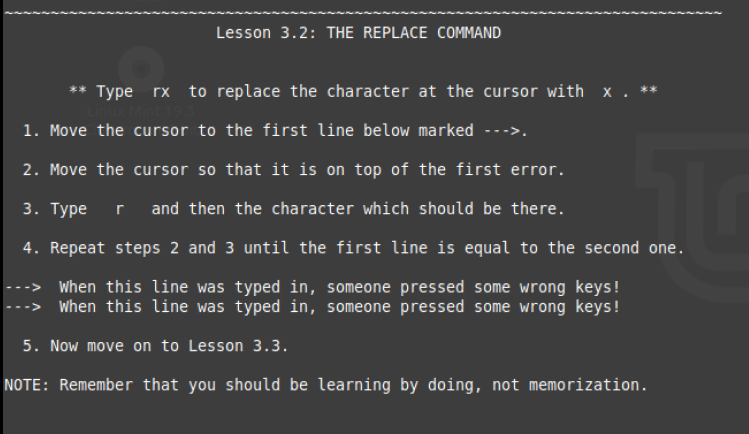 ~~~~~~~~~~~~~~~~~~~~~~~~~~~~~~~~~~~~~~~~~~~~~~~~~~~~~~~~~~~~~~~~~~~~~~~~~~~~~~
Lesson 3.2: THE REPLACE COMMAND
** Type  rx  to replace the character at the cursor with  x . **
Linux Mint 19.3
1. Move the cursor to the first line below marked --->.
2. Move the cursor so that it is on top of the first error.
3. Type   r   and then the character which should be there.
4. Repeat steps 2 and 3 until the first line is equal to the second one.
--->  When this line was typed in, someone pressed some wrong keys!
--->  When this line was typed in, someone pressed some wrong keys!
5. Now move on to Lesson 3.3.
NOTE: Remember that you should be learning by doing, not memorization.